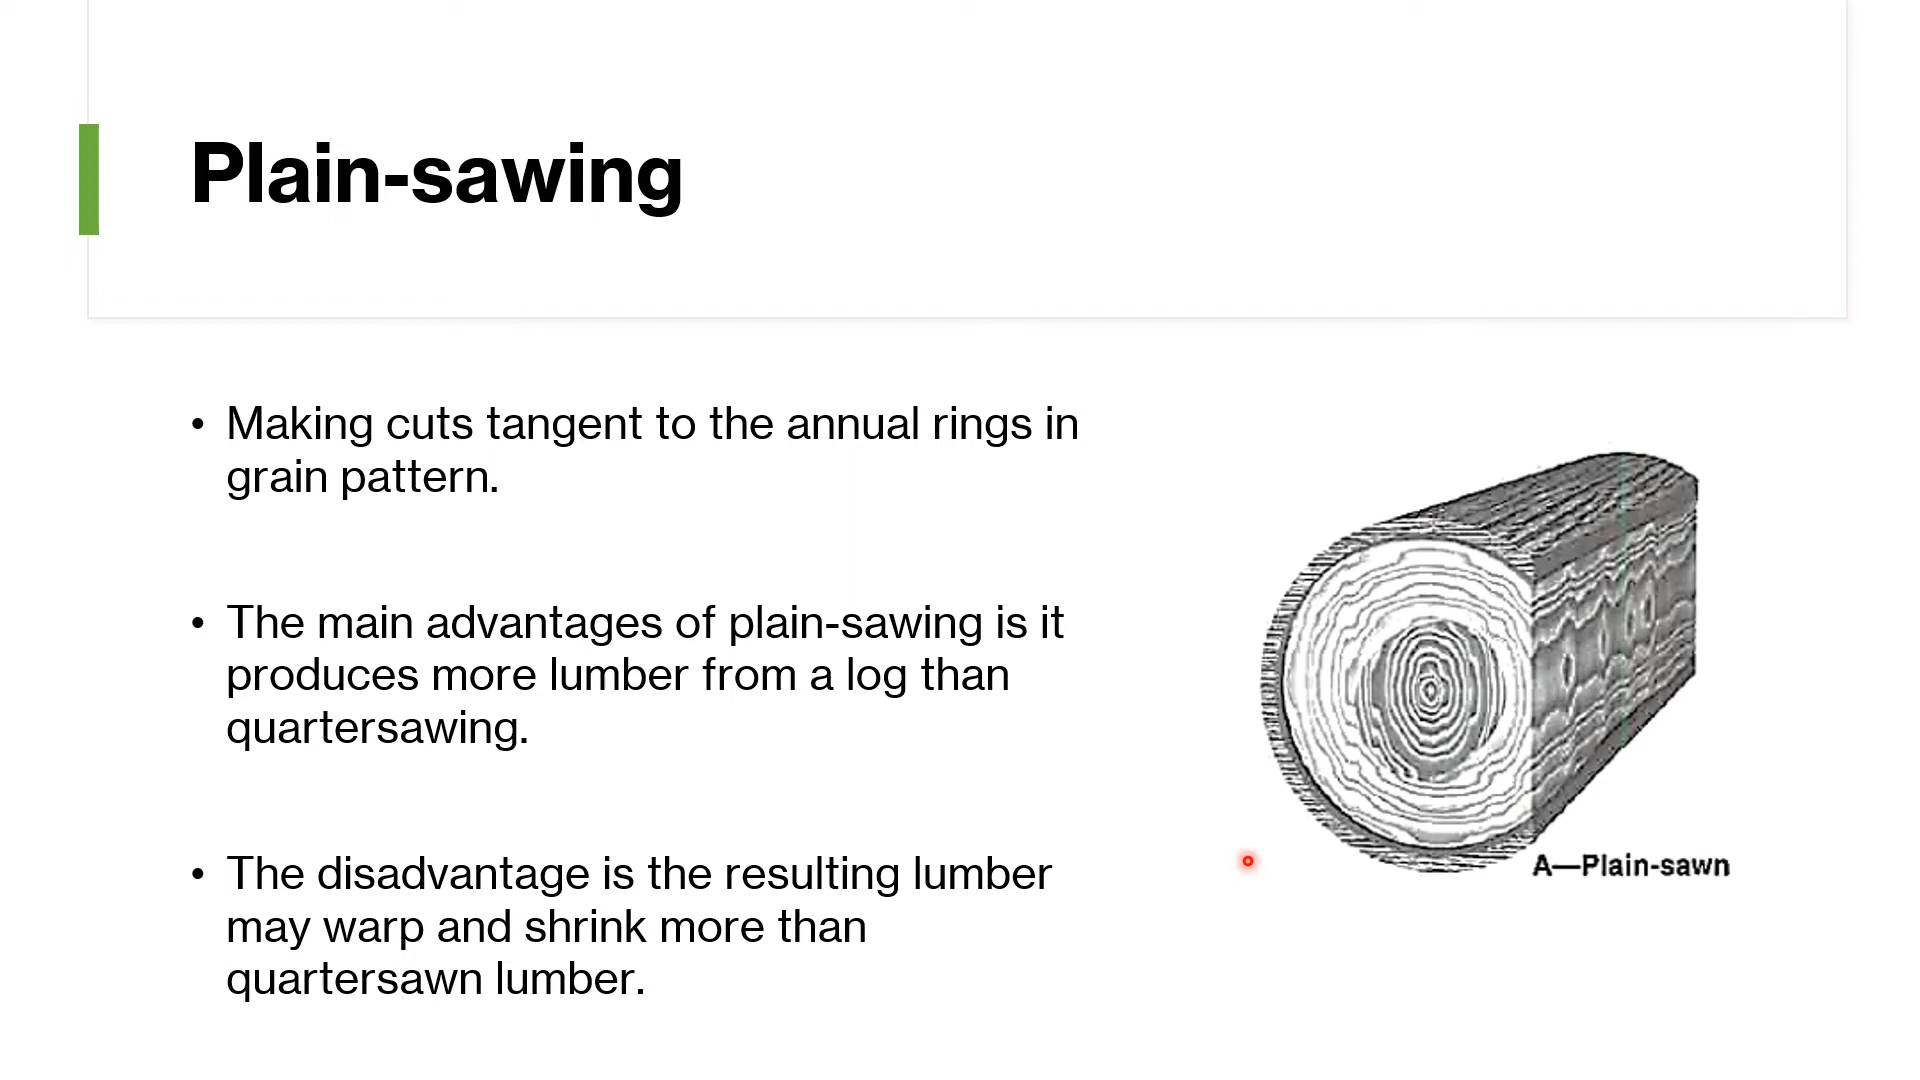 Plain-sawing
• Making cuts tangent to the annual rings in
grain pattern.
• The main advantages of plain-sawing is it
produces more lumber from a log than
quartersawing.
• The disadvantage is the resulting lumber
may warp and shrink more than
quartersawn lumber.
A—Plain-sawn